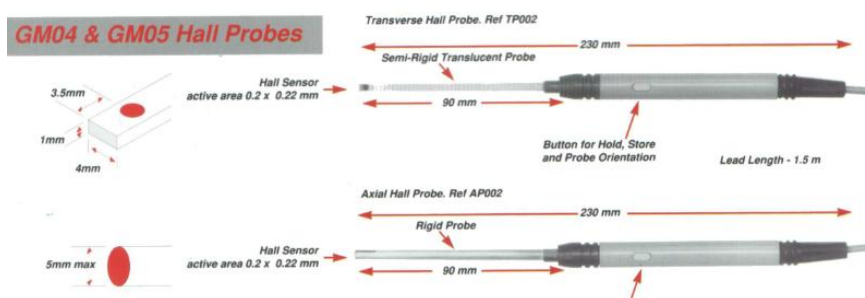 GM04 & GM05 Hall Probes
Transverse Hall Probe. Ref TP002
230 mm
Semi-Rigid Translucent Probe
Hall Sensor
active area 0.2 x 0.22 mm
3.5mm
1mm
4mm
90 mm
Button for Hold, Store
and Probe Orientation
Lead Length - 1.5 m
Axial Hall Probe. Ref AP002
230 mm
Rigid Probe
Hall Sensor
active area 0.2 x 0.22 mm
5mm max
90 mm